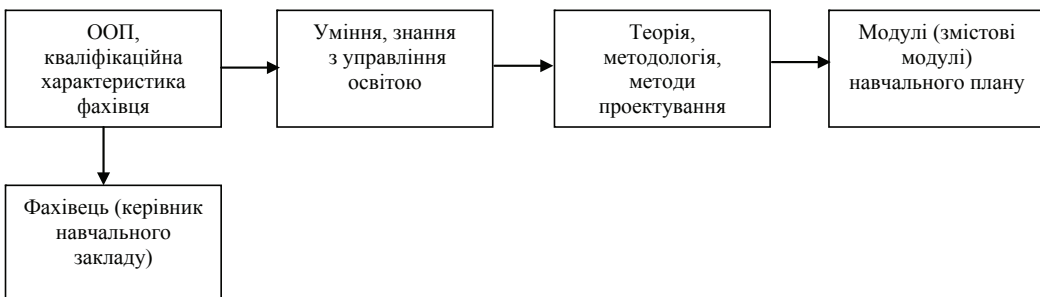 ООП,
кваліфікаційна
характеристика
фахівця
Уміння, знання
з управління
освітою
Теорія,
методологія,
методи
проектування
Модулі (змістові
модулі)
навчального плану
Фахівець (керівник
навчального
закладу)